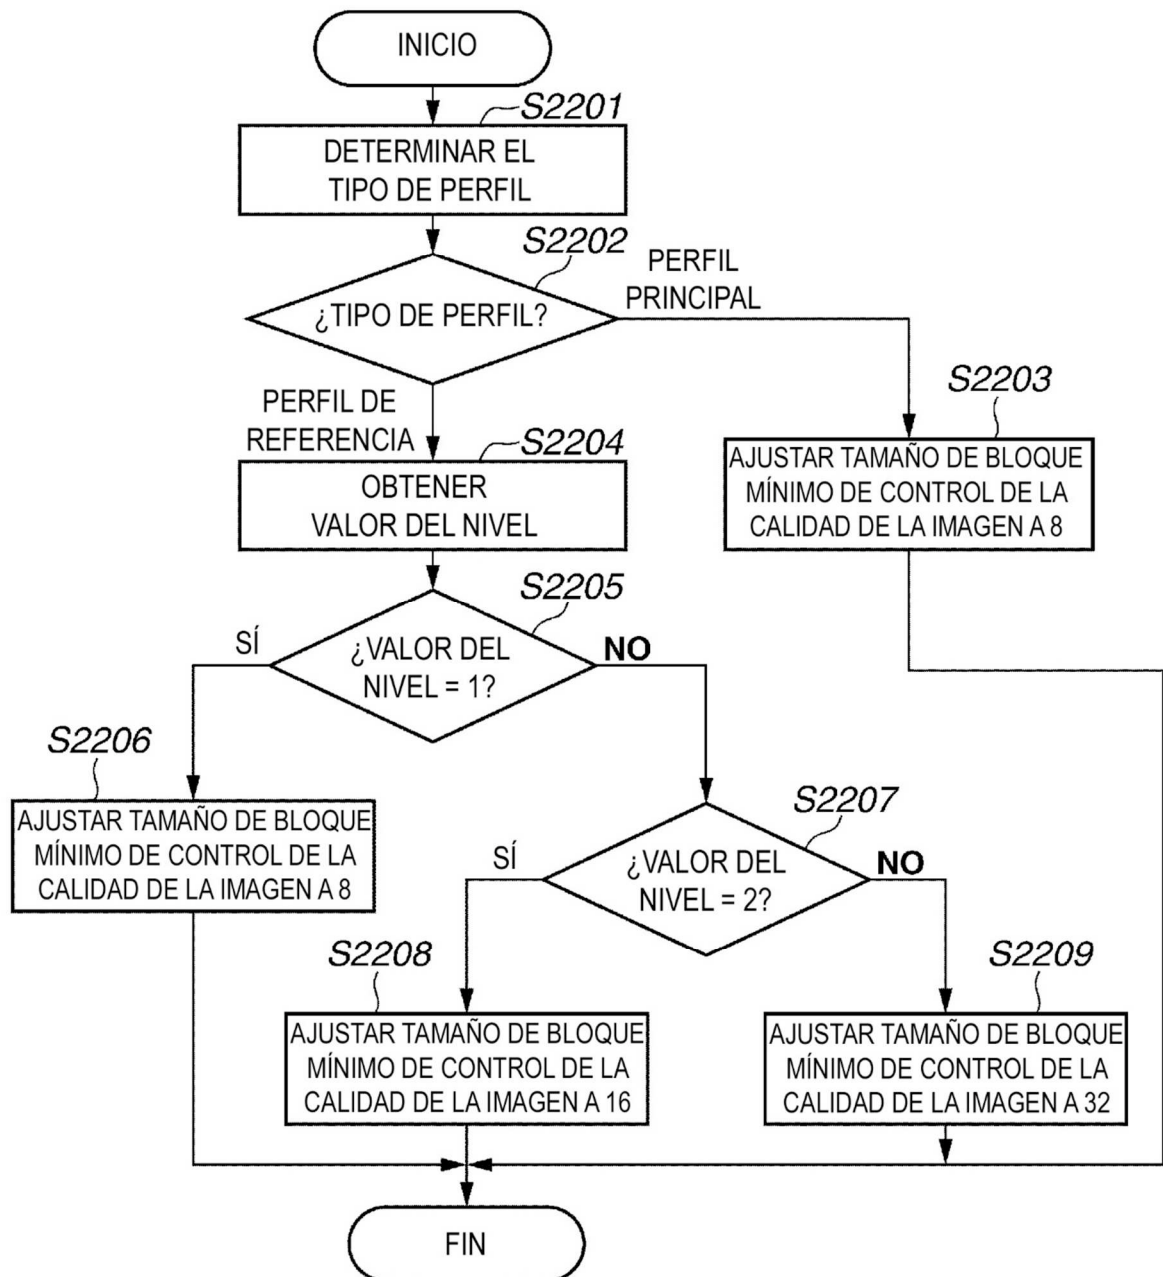 INICIO
S2201
DETERMINAR EL
TIPO DE PERFIL
S2202
PERFIL
PRINCIPAL
¿TIPO DE PERFIL?
S2203
PERFIL DE
REFERENCIA
S2204
AJUSTAR TAMAÑO DE BLOQUE
MÍNIMO DE CONTROL DE LA
CALIDAD DE LA IMAGEN A 8
OBTENER
VALOR DEL NIVEL
S2205
SÍ
¿VALOR DEL
NIVEL = 1?
NO
S2206
AJUSTAR TAMAÑO DE BLOQUE
MÍNIMO DE CONTROL DE LA
CALIDAD DE LA IMAGEN A 8
S2207
SÍ
¿VALOR DEL
NIVEL = 2?
NO
S2208
AJUSTAR TAMAÑO DE BLOQUE
MÍNIMO DE CONTROL DE LA
CALIDAD DE LA IMAGEN A 16
S2209
AJUSTAR TAMAÑO DE BLOQUE
MÍNIMO DE CONTROL DE LA
CALIDAD DE LA IMAGEN A 32
FIN